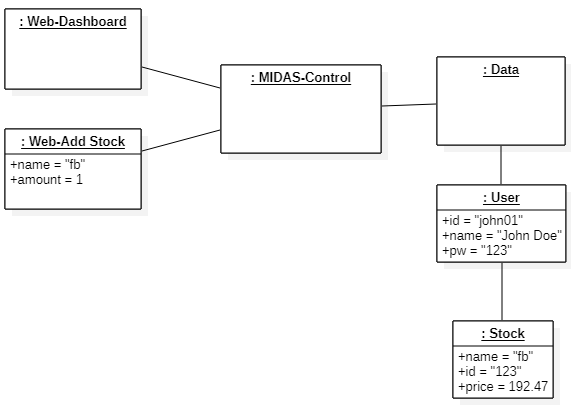 : Web-Dashboard
: Web-Add Stock
+name = "fb"
+amount = 1
: MIDAS-Control
: Data
: User
+id = "john01"
+name = "John Doe"
+pw = "123"
: Stock
+name = "fb"
+id = "123"
+price = 192.47